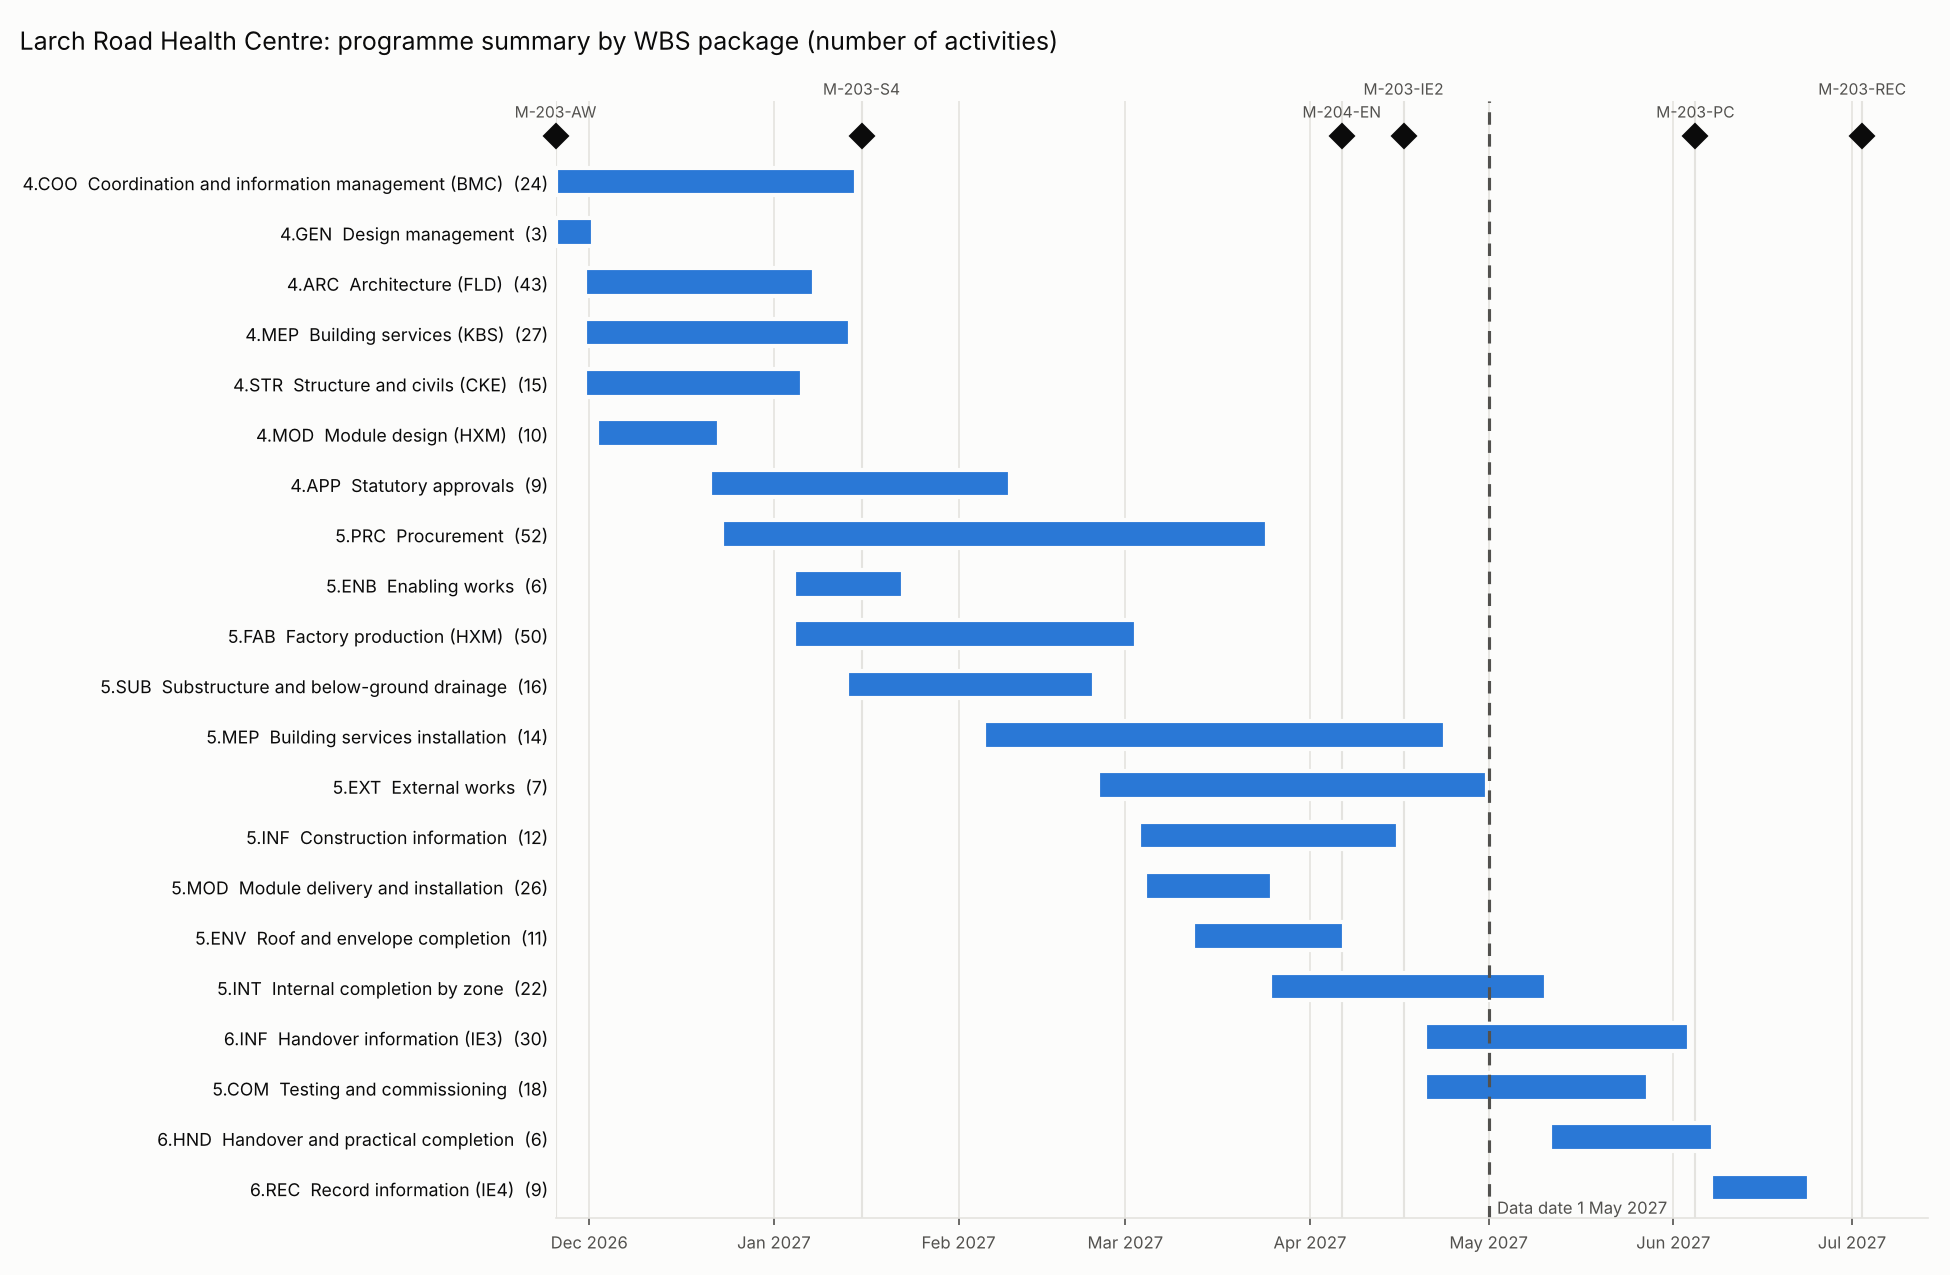 Larch Road Health Centre: programme summary by WBS package (number of activities)
M-203-S4
M-203-IE2
M-203-REC
M-203-AW
M-204-EN
M-203-PC
4.COO Coordination and information management (BMC) (24)
4.GEN Design management (3)
4.ARC Architecture (FLD) (43)
4.MEP Building services (KBS) (27)
4.STR Structure and civils (CKE) (15)
4.MOD Module design (HXM) (10)
4.APP Statutory approvals (9)
5.PRC Procurement (52)
5.ENB Enabling works (6)
5.FAB Factory production (HXM) (50)
5.SUB Substructure and below-ground drainage (16)
5.MEP Building services installation (14)
5.EXT External works (7)
5.INF Construction information (12)
5.MOD Module delivery and installation (26)
5.ENV Roof and envelope completion (11)
5.INT Internal completion by zone (22)
6.INF Handover information (IE3) (30)
5.COM Testing and commissioning (18)
6.HND Handover and practical completion (6)
6.REC Record information (IE4) (9)
Data date 1 May 2027
Dec 2026
Jan 2027
Feb 2027
Mar 2027
Apr 2027
May 2027
Jun 2027
Jul 2027